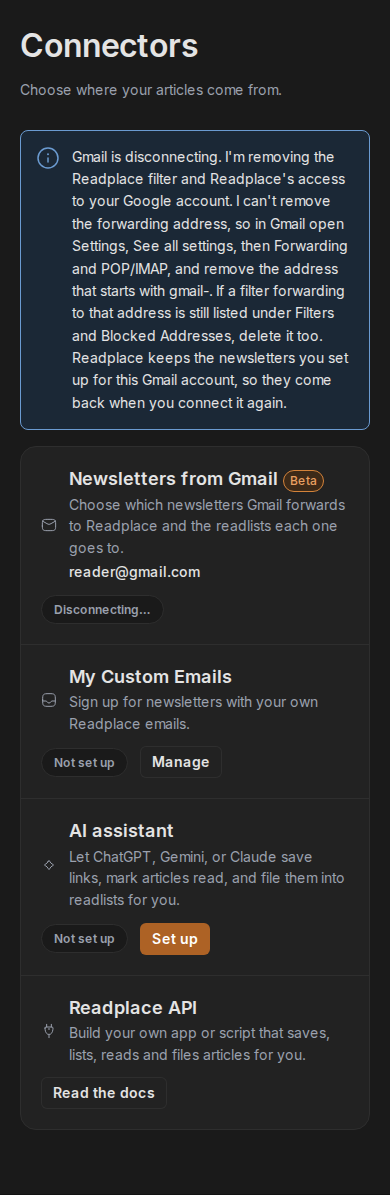 Connectors
Choose where your articles come from.
Gmail is disconnecting. I'm removing the
Readplace filter and Readplace's access
to your Google account. I can't remove
the forwarding address, so in Gmail open
Settings, See all settings, then Forwarding
and POP/IMAP, and remove the address
that starts with gmail-. If a filter forwarding
to that address is still listed under Filters
and Blocked Addresses, delete it too.
Readplace keeps the newsletters you set
up for this Gmail account, so they come
back when you connect it again.
Newsletters from Gmail Beta
Choose which newsletters Gmail forwards
to Readplace and the readlists each one
goes to.
reader@gmail.com
Disconnecting...
My Custom Emails
Sign up for newsletters with your own
Readplace emails.
Not set up Manage
AI assistant
Let ChatGPT, Gemini, or Claude save
links, mark articles read, and file them into
readlists for you.
Not set up Set up
Readplace API
Build your own app or script that saves,
lists, reads and files articles for you.
Read the docs